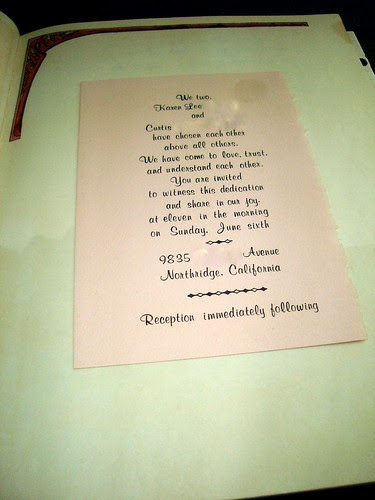 We two,
Karen Lee
and
Curtis
have chosen each other
above all others.
We have come to love, trust,
and understand each other.
You are invited
to witness this dedication
and share in our joy,
at eleven in the morning
on Sunday, June sixth
9835 Avenue
Northridge, California
Reception immediately following